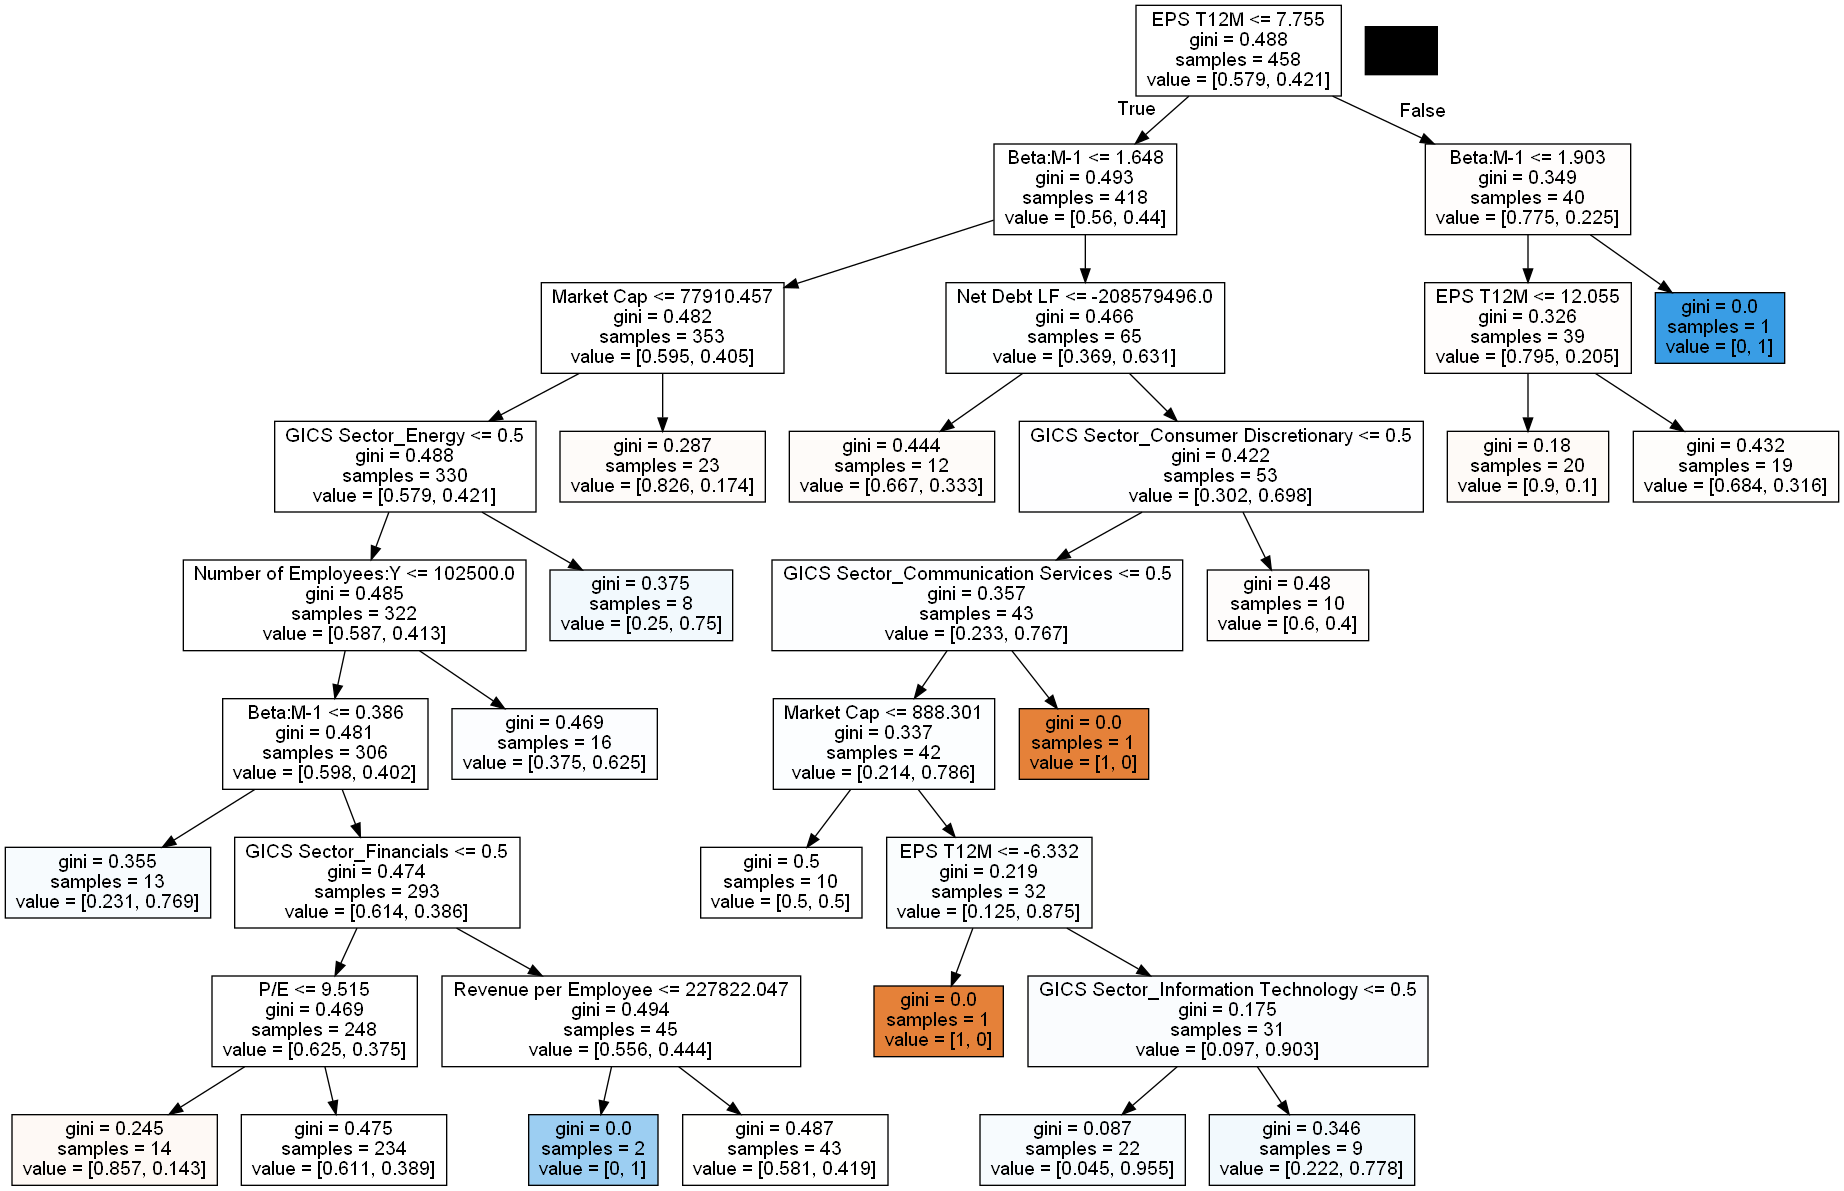 EPS T12M <= 7.755
gini = 0.488
samples = 458
value = [0.579, 0.421]
True
False
Beta:M-1 <= 1.648
gini = 0.493
samples = 418
value = [0.56, 0.44]
Beta:M-1 <= 1.903
gini = 0.349
samples = 40
value = [0.775, 0.225]
Market Cap <= 77910.457
gini = 0.482
samples = 353
value = [0.595, 0.405]
Net Debt LF <= -208579496.0
gini = 0.466
samples = 65
value = [0.369, 0.631]
EPS T12M <= 12.055
gini = 0.326
samples = 39
value = [0.795, 0.205]
gini = 0.0
samples = 1
value = [0, 1]
GICS Sector_Energy <= 0.5
gini = 0.488
samples = 330
value = [0.579, 0.421]
gini = 0.287
samples = 23
value = [0.826, 0.174]
gini = 0.444
samples = 12
value = [0.667, 0.333]
GICS Sector_Consumer Discretionary <= 0.5
gini = 0.422
samples = 53
value = [0.302, 0.698]
gini = 0.18
samples = 20
value = [0.9, 0.1]
gini = 0.432
samples = 19
value = [0.684, 0.316]
Number of Employees:Y <= 102500.0
gini = 0.485
samples = 322
value = [0.587, 0.413]
gini = 0.375
samples = 8
value = [0.25, 0.75]
GICS Sector_Communication Services <= 0.5
gini = 0.357
samples = 43
value = [0.233, 0.767]
gini = 0.48
samples = 10
value = [0.6, 0.4]
Beta:M-1 <= 0.386
gini = 0.481
samples = 306
value = [0.598, 0.402]
gini = 0.469
samples = 16
value = [0.375, 0.625]
Market Cap <= 888.301
gini = 0.337
samples = 42
value = [0.214, 0.786]
gini = 0.0
samples = 1
value = [1, 0]
gini = 0.355
samples = 13
value = [0.231, 0.769]
GICS Sector_Financials <= 0.5
gini = 0.474
samples = 293
value = [0.614, 0.386]
gini = 0.5
samples = 10
value = [0.5, 0.5]
EPS T12M <= -6.332
gini = 0.219
samples = 32
value = [0.125, 0.875]
P/E <= 9.515
gini = 0.469
samples = 248
value = [0.625, 0.375]
Revenue per Employee <= 227822.047
gini = 0.494
samples = 45
value = [0.556, 0.444]
gini = 0.0
samples = 1
value = [1, 0]
GICS Sector_Information Technology <= 0.5
gini = 0.175
samples = 31
value = [0.097, 0.903]
gini = 0.245
samples = 14
value = [0.857, 0.143]
gini = 0.475
samples = 234
value = [0.611, 0.389]
gini = 0.0
samples = 2
value = [0, 1]
gini = 0.487
samples = 43
value = [0.581, 0.419]
gini = 0.087
samples = 22
value = [0.045, 0.955]
gini = 0.346
samples = 9
value = [0.222, 0.778]